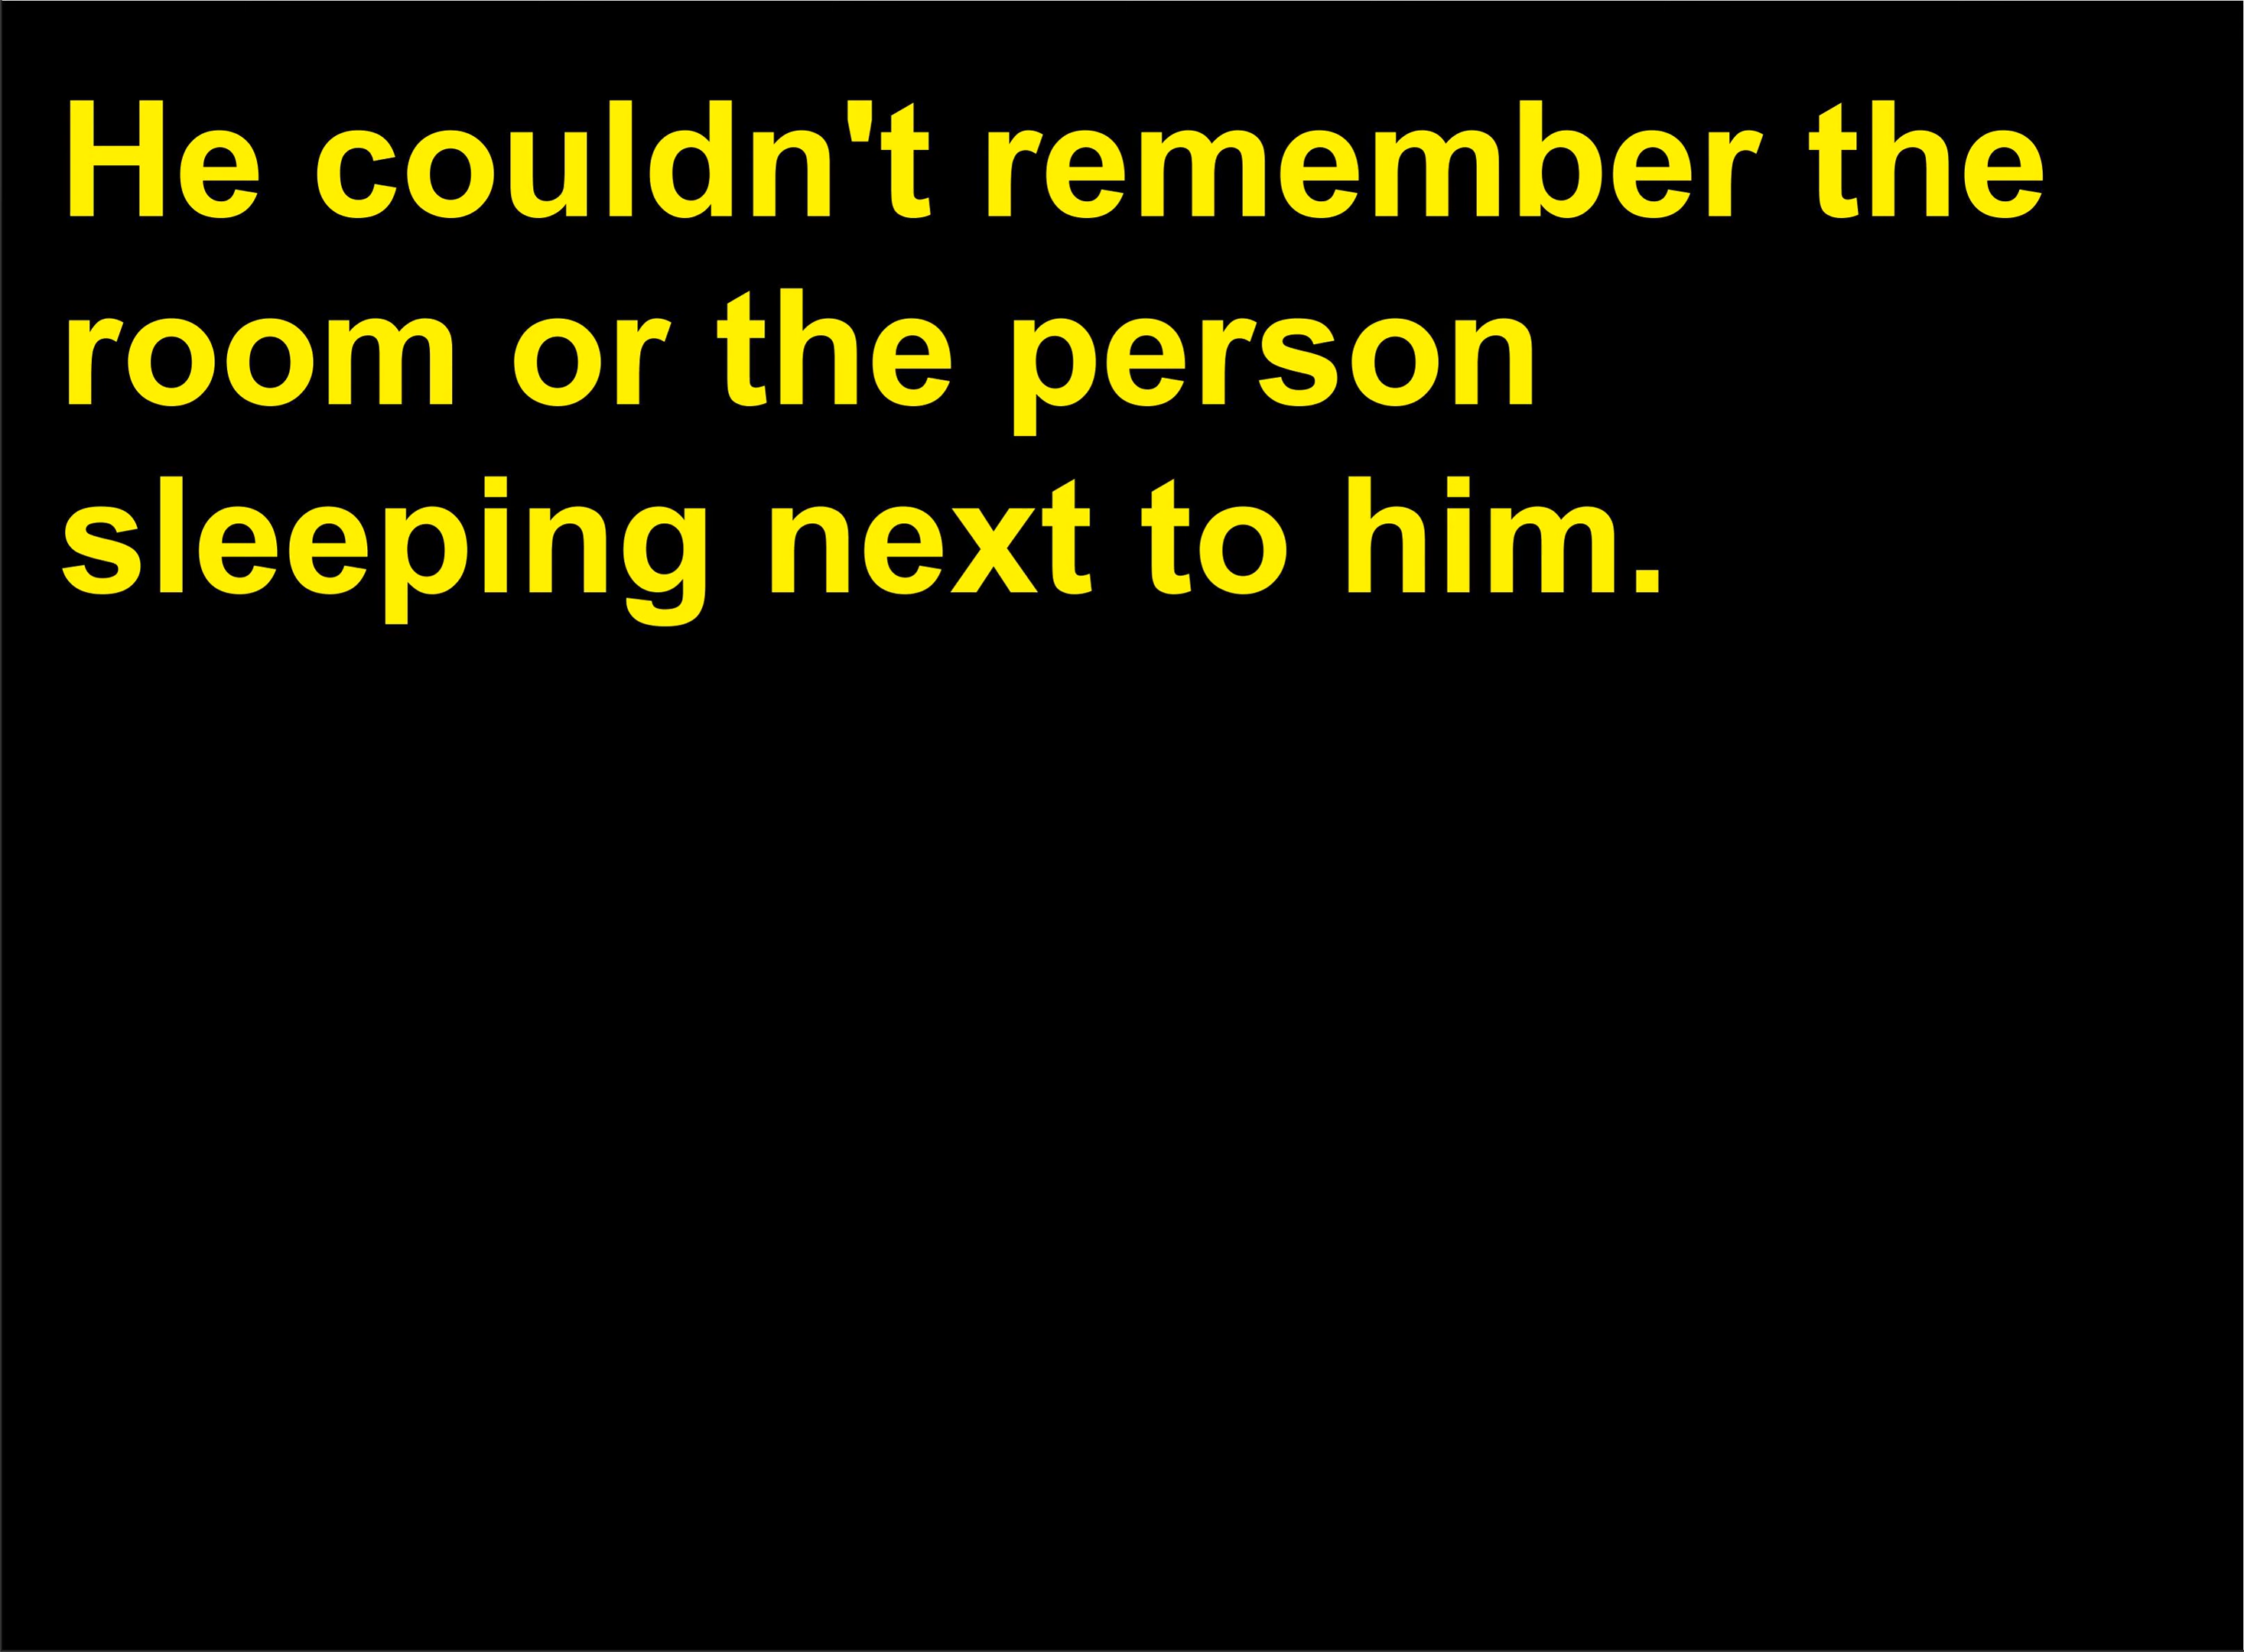 He couldn't remember the
room or the person
sleeping next to him.